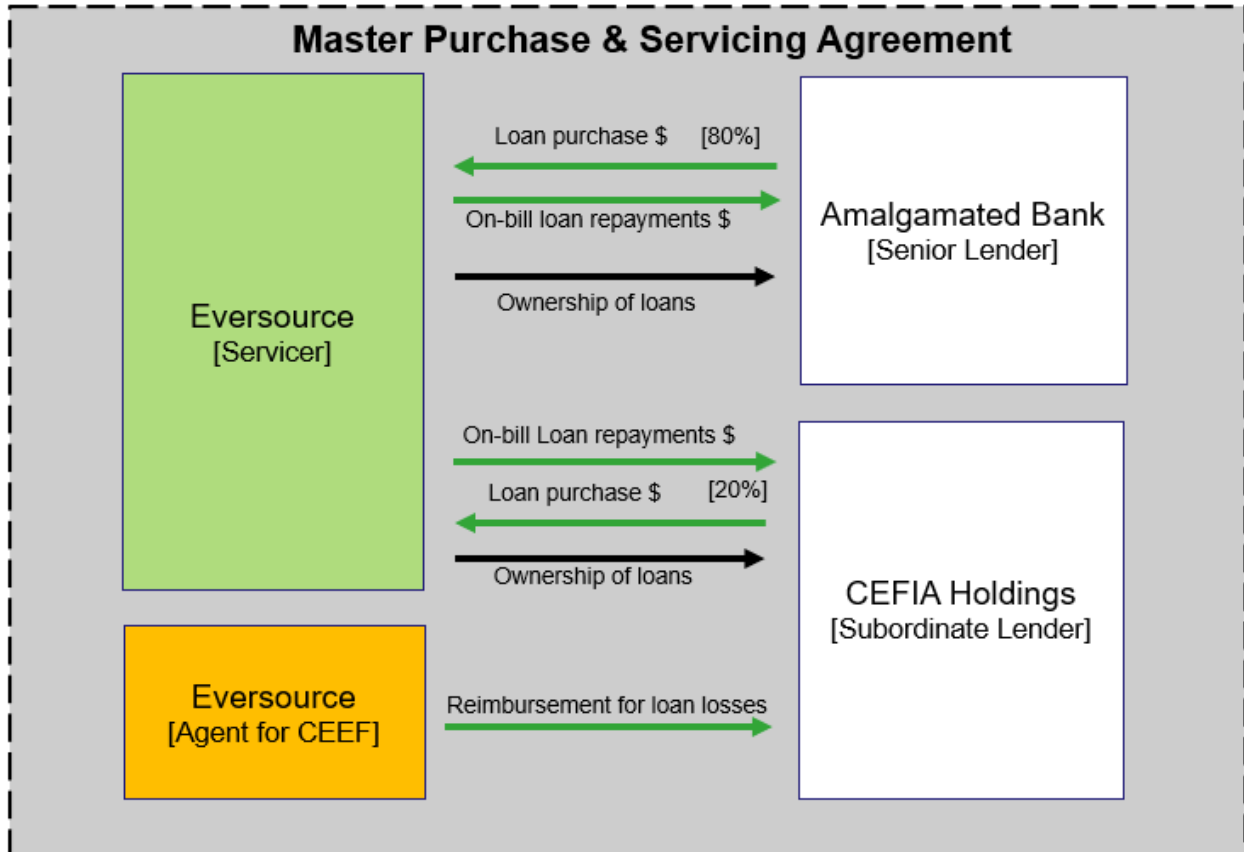 Master Purchase & Servicing Agreement
Eversource
[Servicer]
Loan purchase $ [80%]
On-bill loan repayments $
Ownership of loans
Amalgamated Bank
[Senior Lender]
On-bill Loan repayments $
Loan purchase $ [20%]
Ownership of loans
CEFIA Holdings
[Subordinate Lender]
Eversource
[Agent for CEEF]
Reimbursement for loan losses